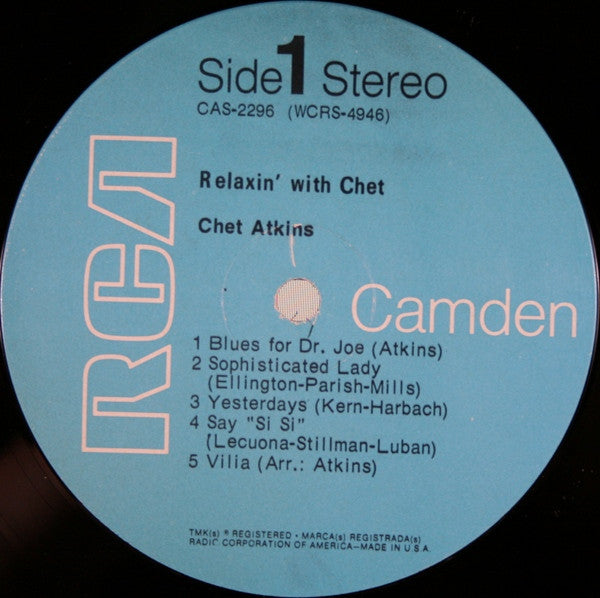 Side 1 Stereo
CAS-2296 (WCRS-4946)
RCA
Relaxin' with Chet
Chet Atkins
Camden
1 Blues for Dr. Joe (Atkins)
2 Sophisticated Lady
(Ellington-Parish-Mills)
3 Yesterdays (Kern-Harbach)
4 Say "Si Si"
(Lecuona-Stillman-Luban)
5 Vilia (Arr.: Atkins)
TMK(s) ® REGISTERED • MARCA(s) REGISTRADA(s)
RADIO CORPORATION OF AMERICA—MADE IN U.S.A.